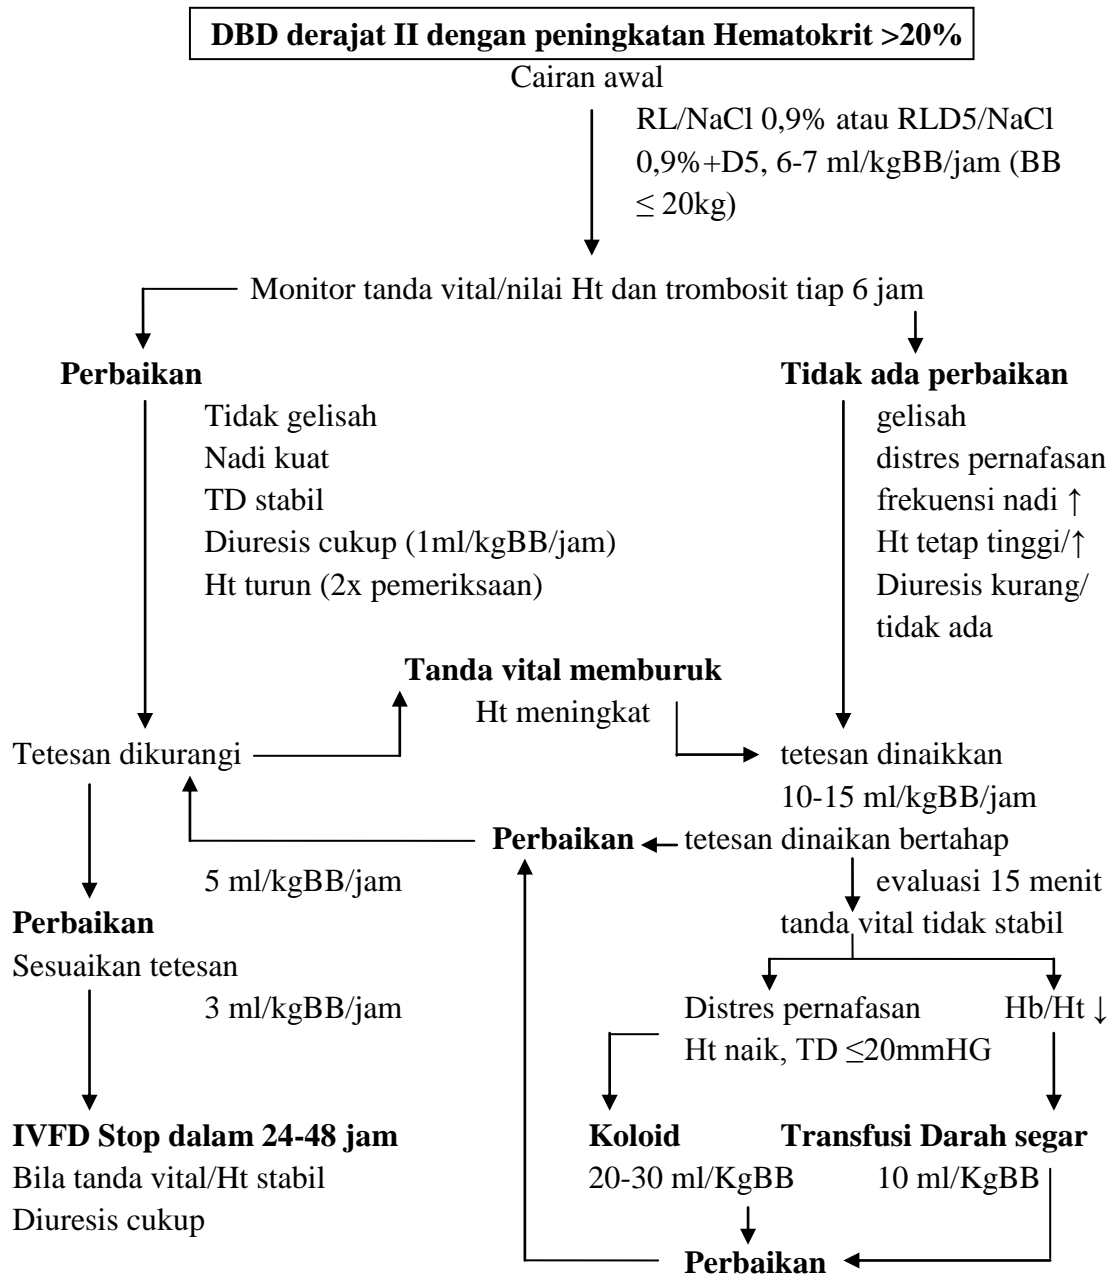 DBD derajat II dengan peningkatan Hematokrit >20%
Cairan awal
RL/NaCl 0,9% atau RLD5/NaCl
0,9%+D5, 6-7 ml/kgBB/jam (BB
≤ 20kg)
Monitor tanda vital/nilai Ht dan trombosit tiap 6 jam
Perbaikan
Tidak gelisah
Nadi kuat
TD stabil
Diuresis cukup (1ml/kgBB/jam)
Ht turun (2x pemeriksaan)
Tidak ada perbaikan
gelisah
distres pernafasan
frekuensi nadi ↑
Ht tetap tinggi/↑
Diuresis kurang/
tidak ada
Tanda vital memburuk
Ht meningkat
Tetesan dikurangi
tetesan dinaikkan
10-15 ml/kgBB/jam
Perbaikan
tetesan dinaikan bertahap
5 ml/kgBB/jam
evaluasi 15 menit
Perbaikan
tanda vital tidak stabil
Sesuaikan tetesan
3 ml/kgBB/jam
Distres pernafasan
Ht naik, TD ≤20mmHG
Hb/Ht ↓
IVFD Stop dalam 24-48 jam
Bila tanda vital/Ht stabil
Diuresis cukup
Koloid
20-30 ml/KgBB
Transfusi Darah segar
10 ml/KgBB
Perbaikan